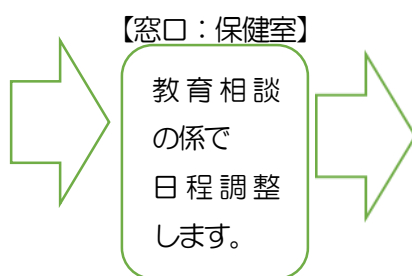 【窓口：保健室】
教育相談
の係で
日程調整
します。